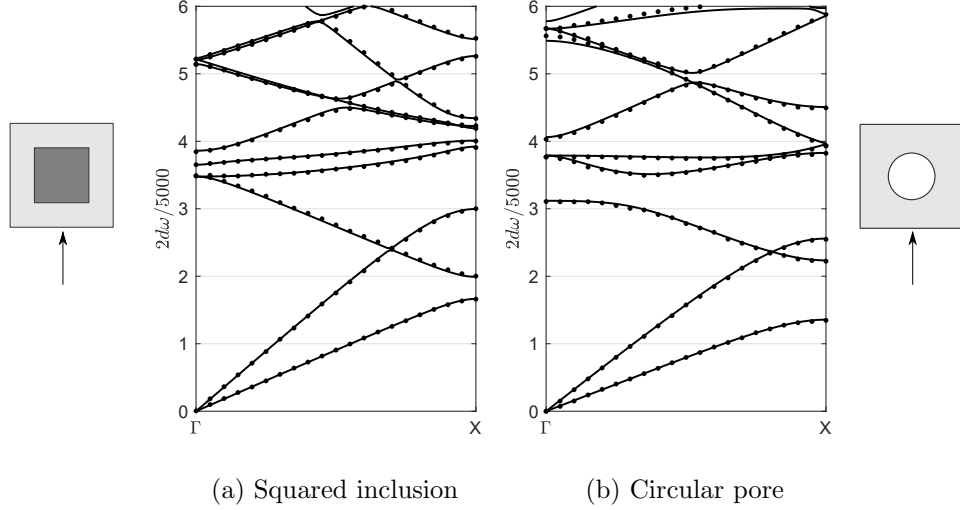 6
5
4
3
2
1
0
2dω/5000
Γ
X
6
5
4
3
2
1
0
2dω/5000
Γ
X
(a) Squared inclusion
(b) Circular pore